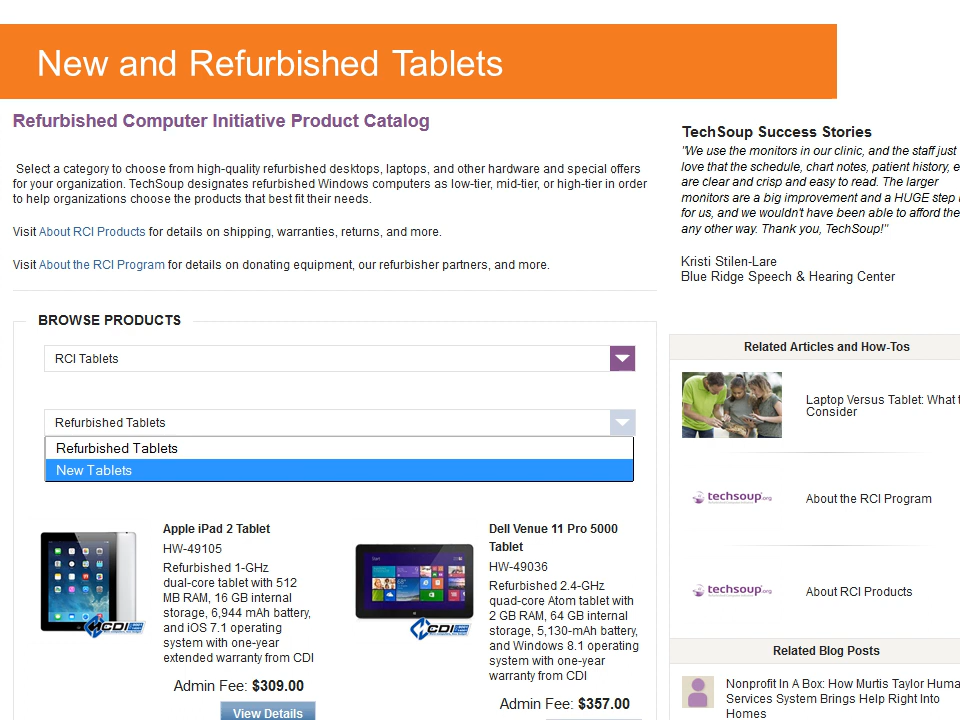 New and Refurbished Tablets
Refurbished Computer Initiative Product Catalog
Select a category to choose from high-quality refurbished desktops, laptops, and other hardware and special offers
for your organization. TechSoup designates refurbished Windows computers as low-tier, mid-tier, or high-tier in order
to help organizations choose the products that best fit their needs.
Visit About RCI Products for details on shipping, warranties, returns, and more.
Visit About the RCI Program for details on donating equipment, our refurbisher partners, and more.
BROWSE PRODUCTS
RCI Tablets
Refurbished Tablets
Refurbished Tablets
New Tablets
Apple iPad 2 Tablet
HW-49105
Refurbished 1-GHz
dual-core tablet with 512
MB RAM, 16 GB internal
storage, 6,944 mAh battery,
and iOS 7.1 operating
system with one-year
extended warranty from CDI
Admin Fee: $309.00
View Details
CDI
Dell Venue 11 Pro 5000
Tablet
HW-49036
Refurbished 2.4-GHz
quad-core Atom tablet with
2 GB RAM, 64 GB internal
storage, 5,130-mAh battery,
and Windows 8.1 operating
system with one-year
warranty from CDI
Admin Fee: $357.00
CDI
TechSoup Success Stories
"We use the monitors in our clinic, and the staff just
love that the schedule, chart notes, patient history, e
are clear and crisp and easy to read. The larger
monitors are a big improvement and a HUGE step
for us, and we wouldn't have been able to afford the
any other way. Thank you, TechSoup!"
Kristi Stilen-Lare
Blue Ridge Speech & Hearing Center
Related Articles and How-Tos
Laptop Versus Tablet: What t
Consider
techsoup.org
About the RCI Program
techsoup.org
About RCI Products
Related Blog Posts
Nonprofit In A Box: How Murtis Taylor Huma
Services System Brings Help Right Into
Homes